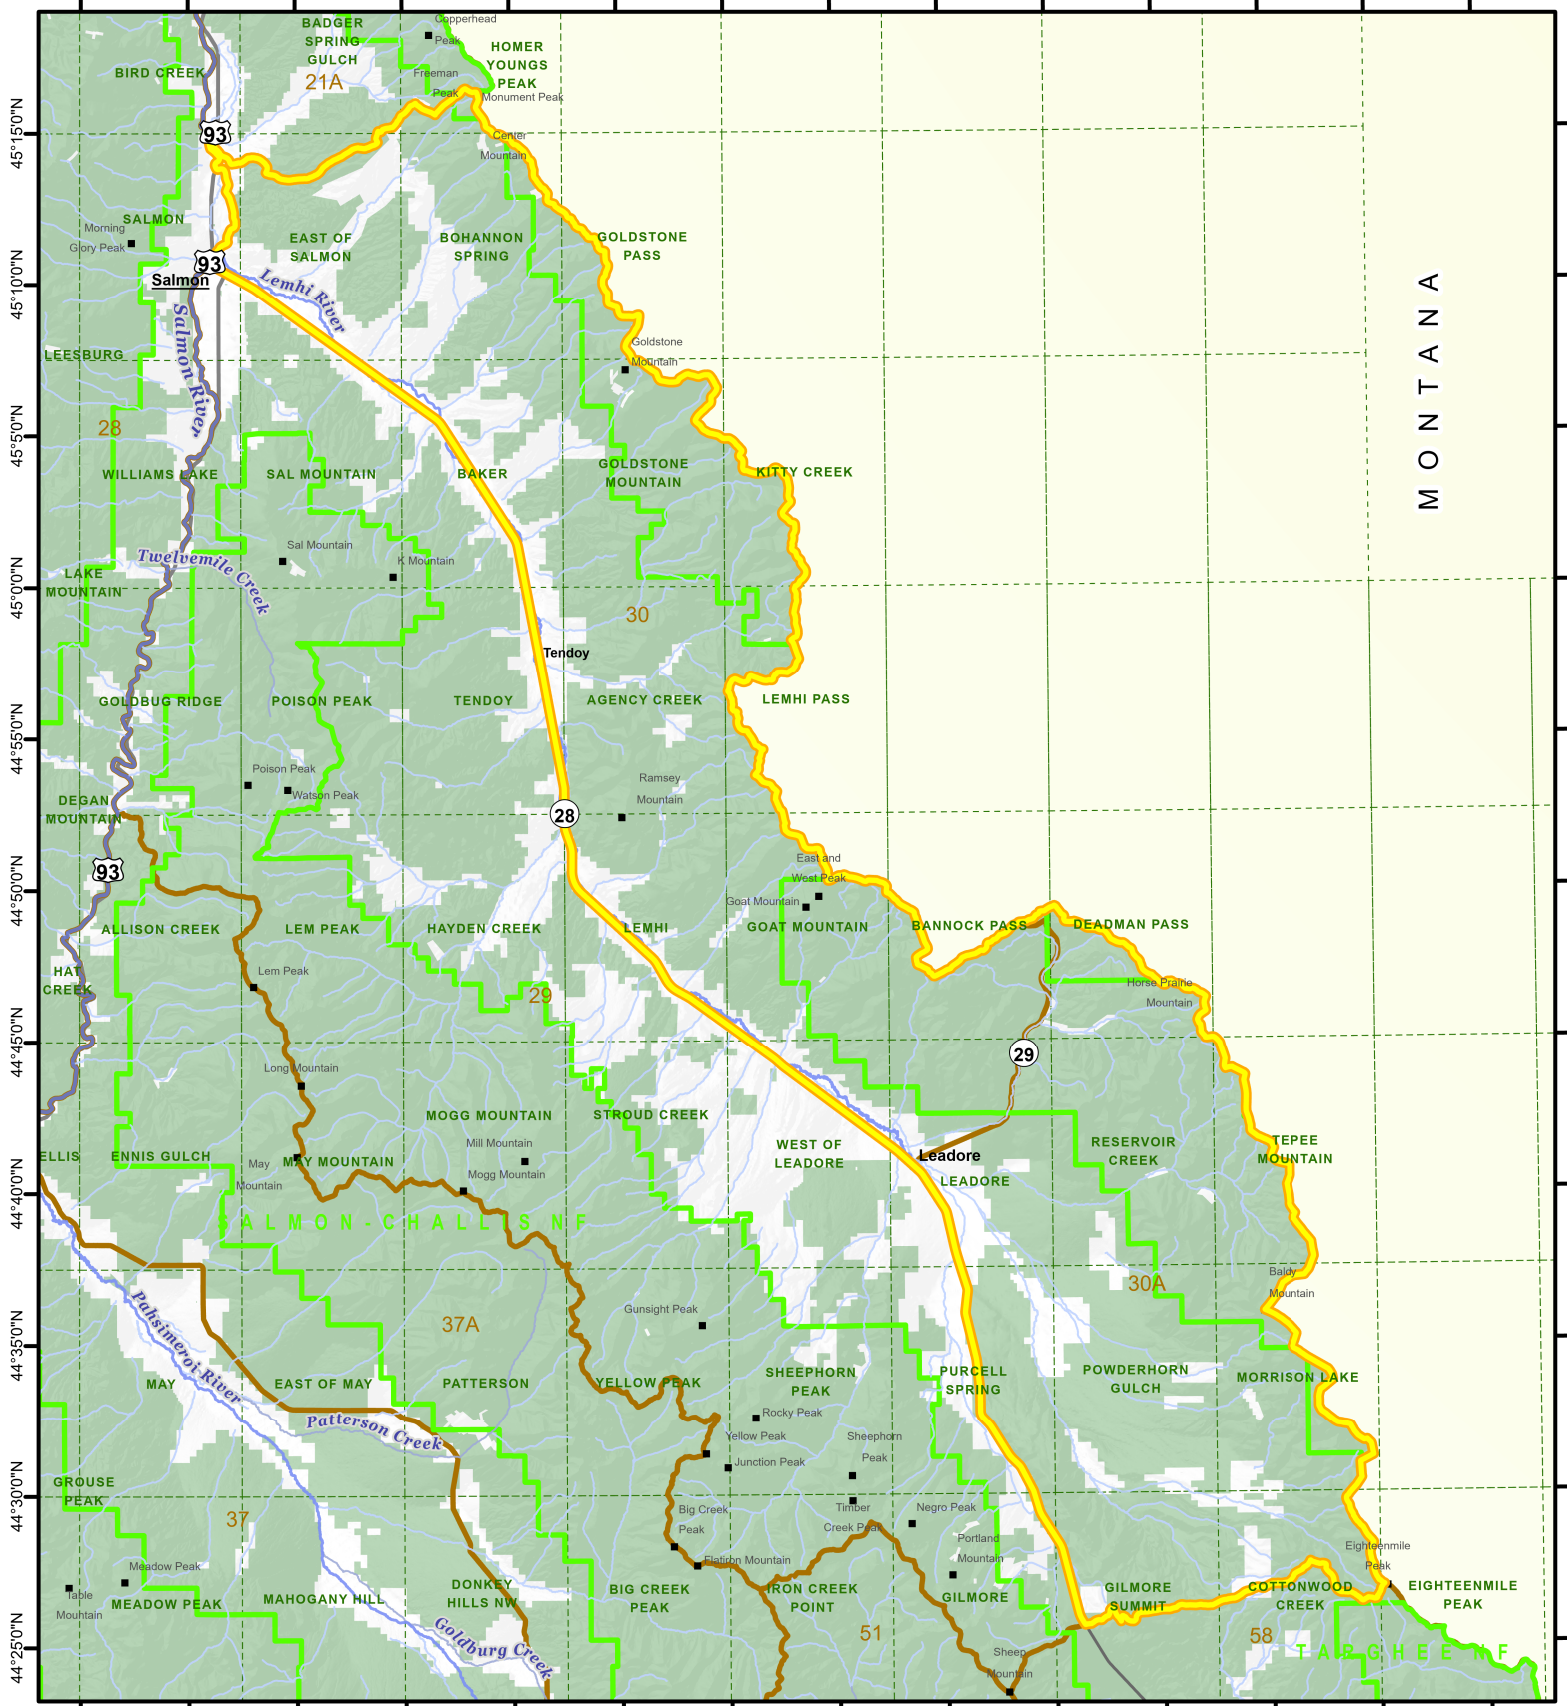 Copperhead
Peak
BADGER
SPRING
GULCH
HOMER
YOUNGS
PEAK
BIRD CREEK
21A
Freeman
Peak
Monument Peak
45°15'0"N
93
Center
Mountain
SALMON
Morning
Glory Peak
EAST OF
SALMON
BOHANNON
SPRING
GOLDSTONE
PASS
93
Salmon
45°10'0"N
Lemhi River
Salmon River
MONTANA
LEESBURG
Goldstone
Mountain
28
45°5'0"N
WILLIAMS LAKE
SAL MOUNTAIN
BAKER
GOLDSTONE
MOUNTAIN
KITTY CREEK
Sal Mountain
K Mountain
Twelvemile Creek
LAKE
MOUNTAIN
45°0'0"N
30
Tendoy
GOLDBUG RIDGE
POISON PEAK
TENDOY
AGENCY CREEK
LEMHI PASS
44°55'0"N
Poison Peak
Watson Peak
Ramsey
Mountain
DEGAN
MOUNTAIN
28
93
East and
West Peak
Goat Mountain
44°50'0"N
ALLISON CREEK
LEM PEAK
HAYDEN CREEK
LEMHI
GOAT MOUNTAIN
BANNOCK PASS
DEADMAN PASS
HAT
CREEK
Lem Peak
29
Horse Prairie
Mountain
44°45'0"N
29
Long Mountain
MOGG MOUNTAIN
STROUD CREEK
WEST OF
LEADORE
Leadore
LEADORE
RESERVOIR
CREEK
TEPEE
MOUNTAIN
ELLIS
ENNIS GULCH
May
Mountain
MAY MOUNTAIN
Mill Mountain
Mogg Mountain
44°40'0"N
SALMON-CHALLIS NF
Baldy
Mountain
30A
Pahsimeroi River
37A
Gunsight Peak
44°35'0"N
MAY
EAST OF MAY
PATTERSON
YELLOW PEAK
SHEEPHORN
PEAK
PURCELL
SPRING
POWDERHORN
GULCH
MORRISON LAKE
Patterson Creek
Rocky Peak
Yellow Peak
Junction Peak
Sheephorn
Peak
GROUSE
PEAK
44°30'0"N
37
Big Creek
Peak
Timber
Creek Peak
Negro Peak
Portland
Mountain
Eighteenmile
Peak
Flatiron Mountain
Meadow Peak
Table
Mountain
MEADOW PEAK
MAHOGANY HILL
DONKEY
HILLS NW
BIG CREEK
PEAK
IRON CREEK
POINT
GILMORE
GILMORE
SUMMIT
COTTONWOOD
CREEK
EIGHTEENMILE
PEAK
Goldburg Creek
51
58
TARGHEE NF
44°25'0"N
Sheep
Mountain